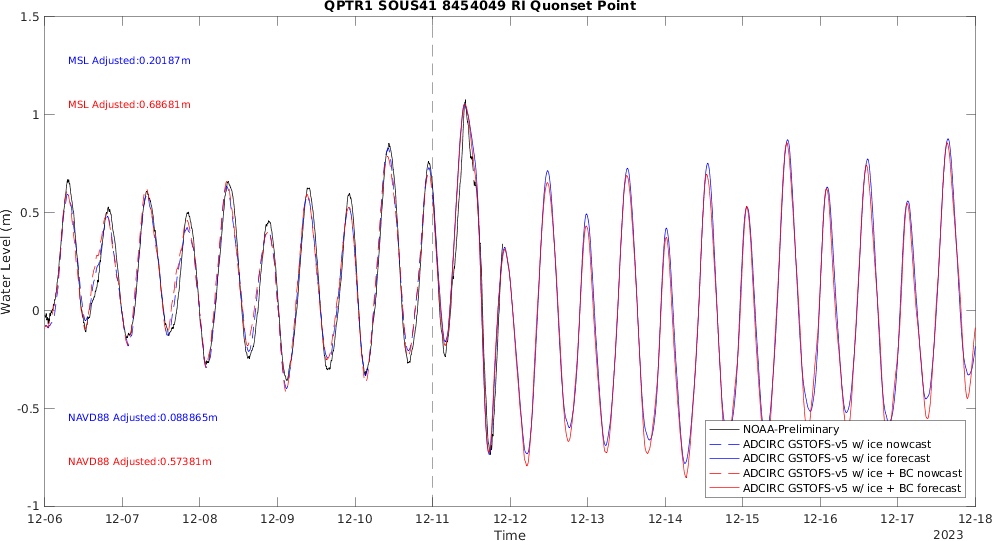 QPTR1 SOUS41 8454049 RI Quonset Point
1.5
MSL Adjusted:0.20187m
MSL Adjusted:0.68681m
1
0.5
Water Level (m)
0
-0.5
NAVD88 Adjusted:0.088865m
NAVD88 Adjusted:0.57381m
NOAA-Preliminary
ADCIRC GSTOFS-v5 w/ ice nowcast
ADCIRC GSTOFS-v5 w/ ice forecast
ADCIRC GSTOFS-v5 w/ ice + BC nowcast
ADCIRC GSTOFS-v5 w/ ice + BC forecast
-1
12-06 12-07 12-08 12-09 12-10 12-11 12-12 12-13 12-14 12-15 12-16 12-17 12-18
Time
2023